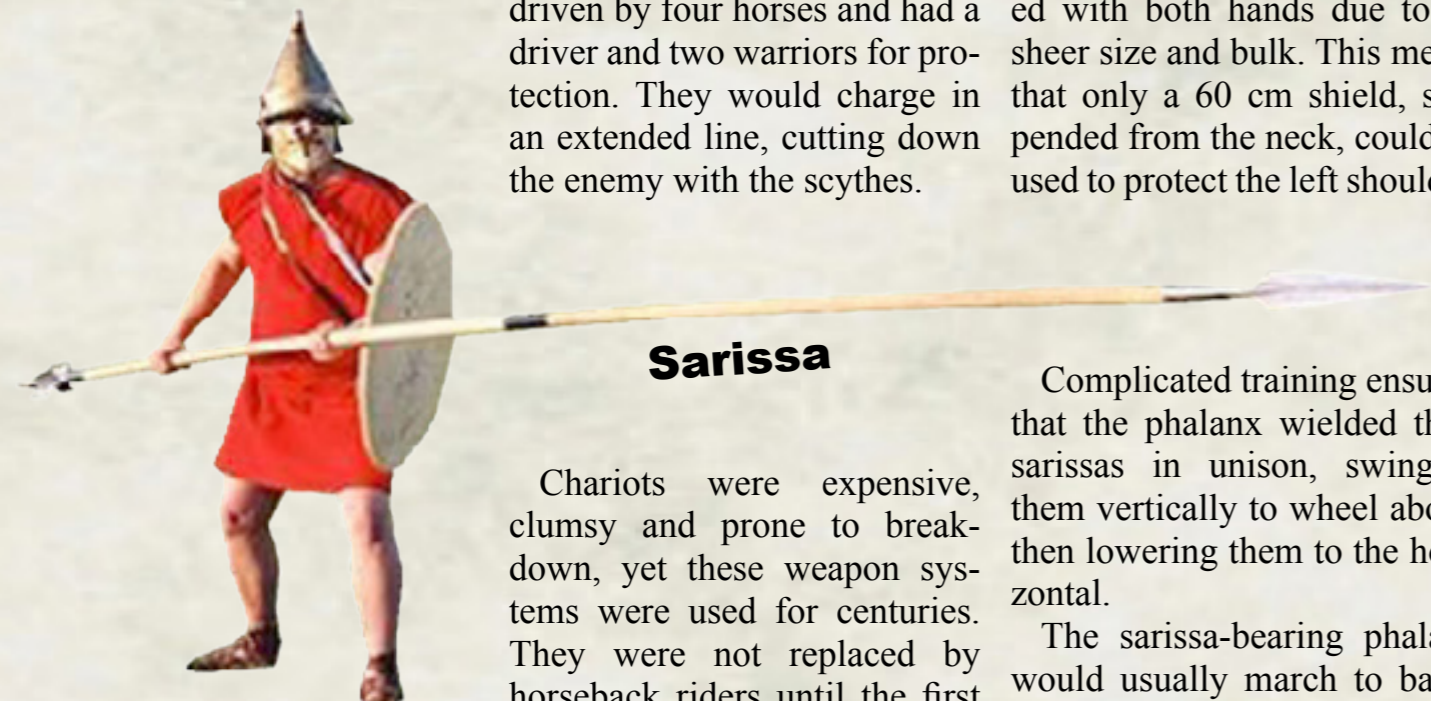 driven by four horses and had a
driver and two warriors for pro-
tection. They would charge in
an extended line, cutting down
the enemy with the scythes.
Sarissa
Chariots were expensive,
clumsy and prone to break-
down, yet these weapon sys-
tems were used for centuries.
They were not replaced by
horseback riders until the first
ed with both hands due to
sheer size and bulk. This me
that only a 60 cm shield, s
pended from the neck, could
used to protect the left should
Complicated training ensu
that the phalanx wielded th
sarissas in unison, swing
them vertically to wheel abo
then lowering them to the ho
zontal.
The sarissa-bearing phala
would usually march to ba